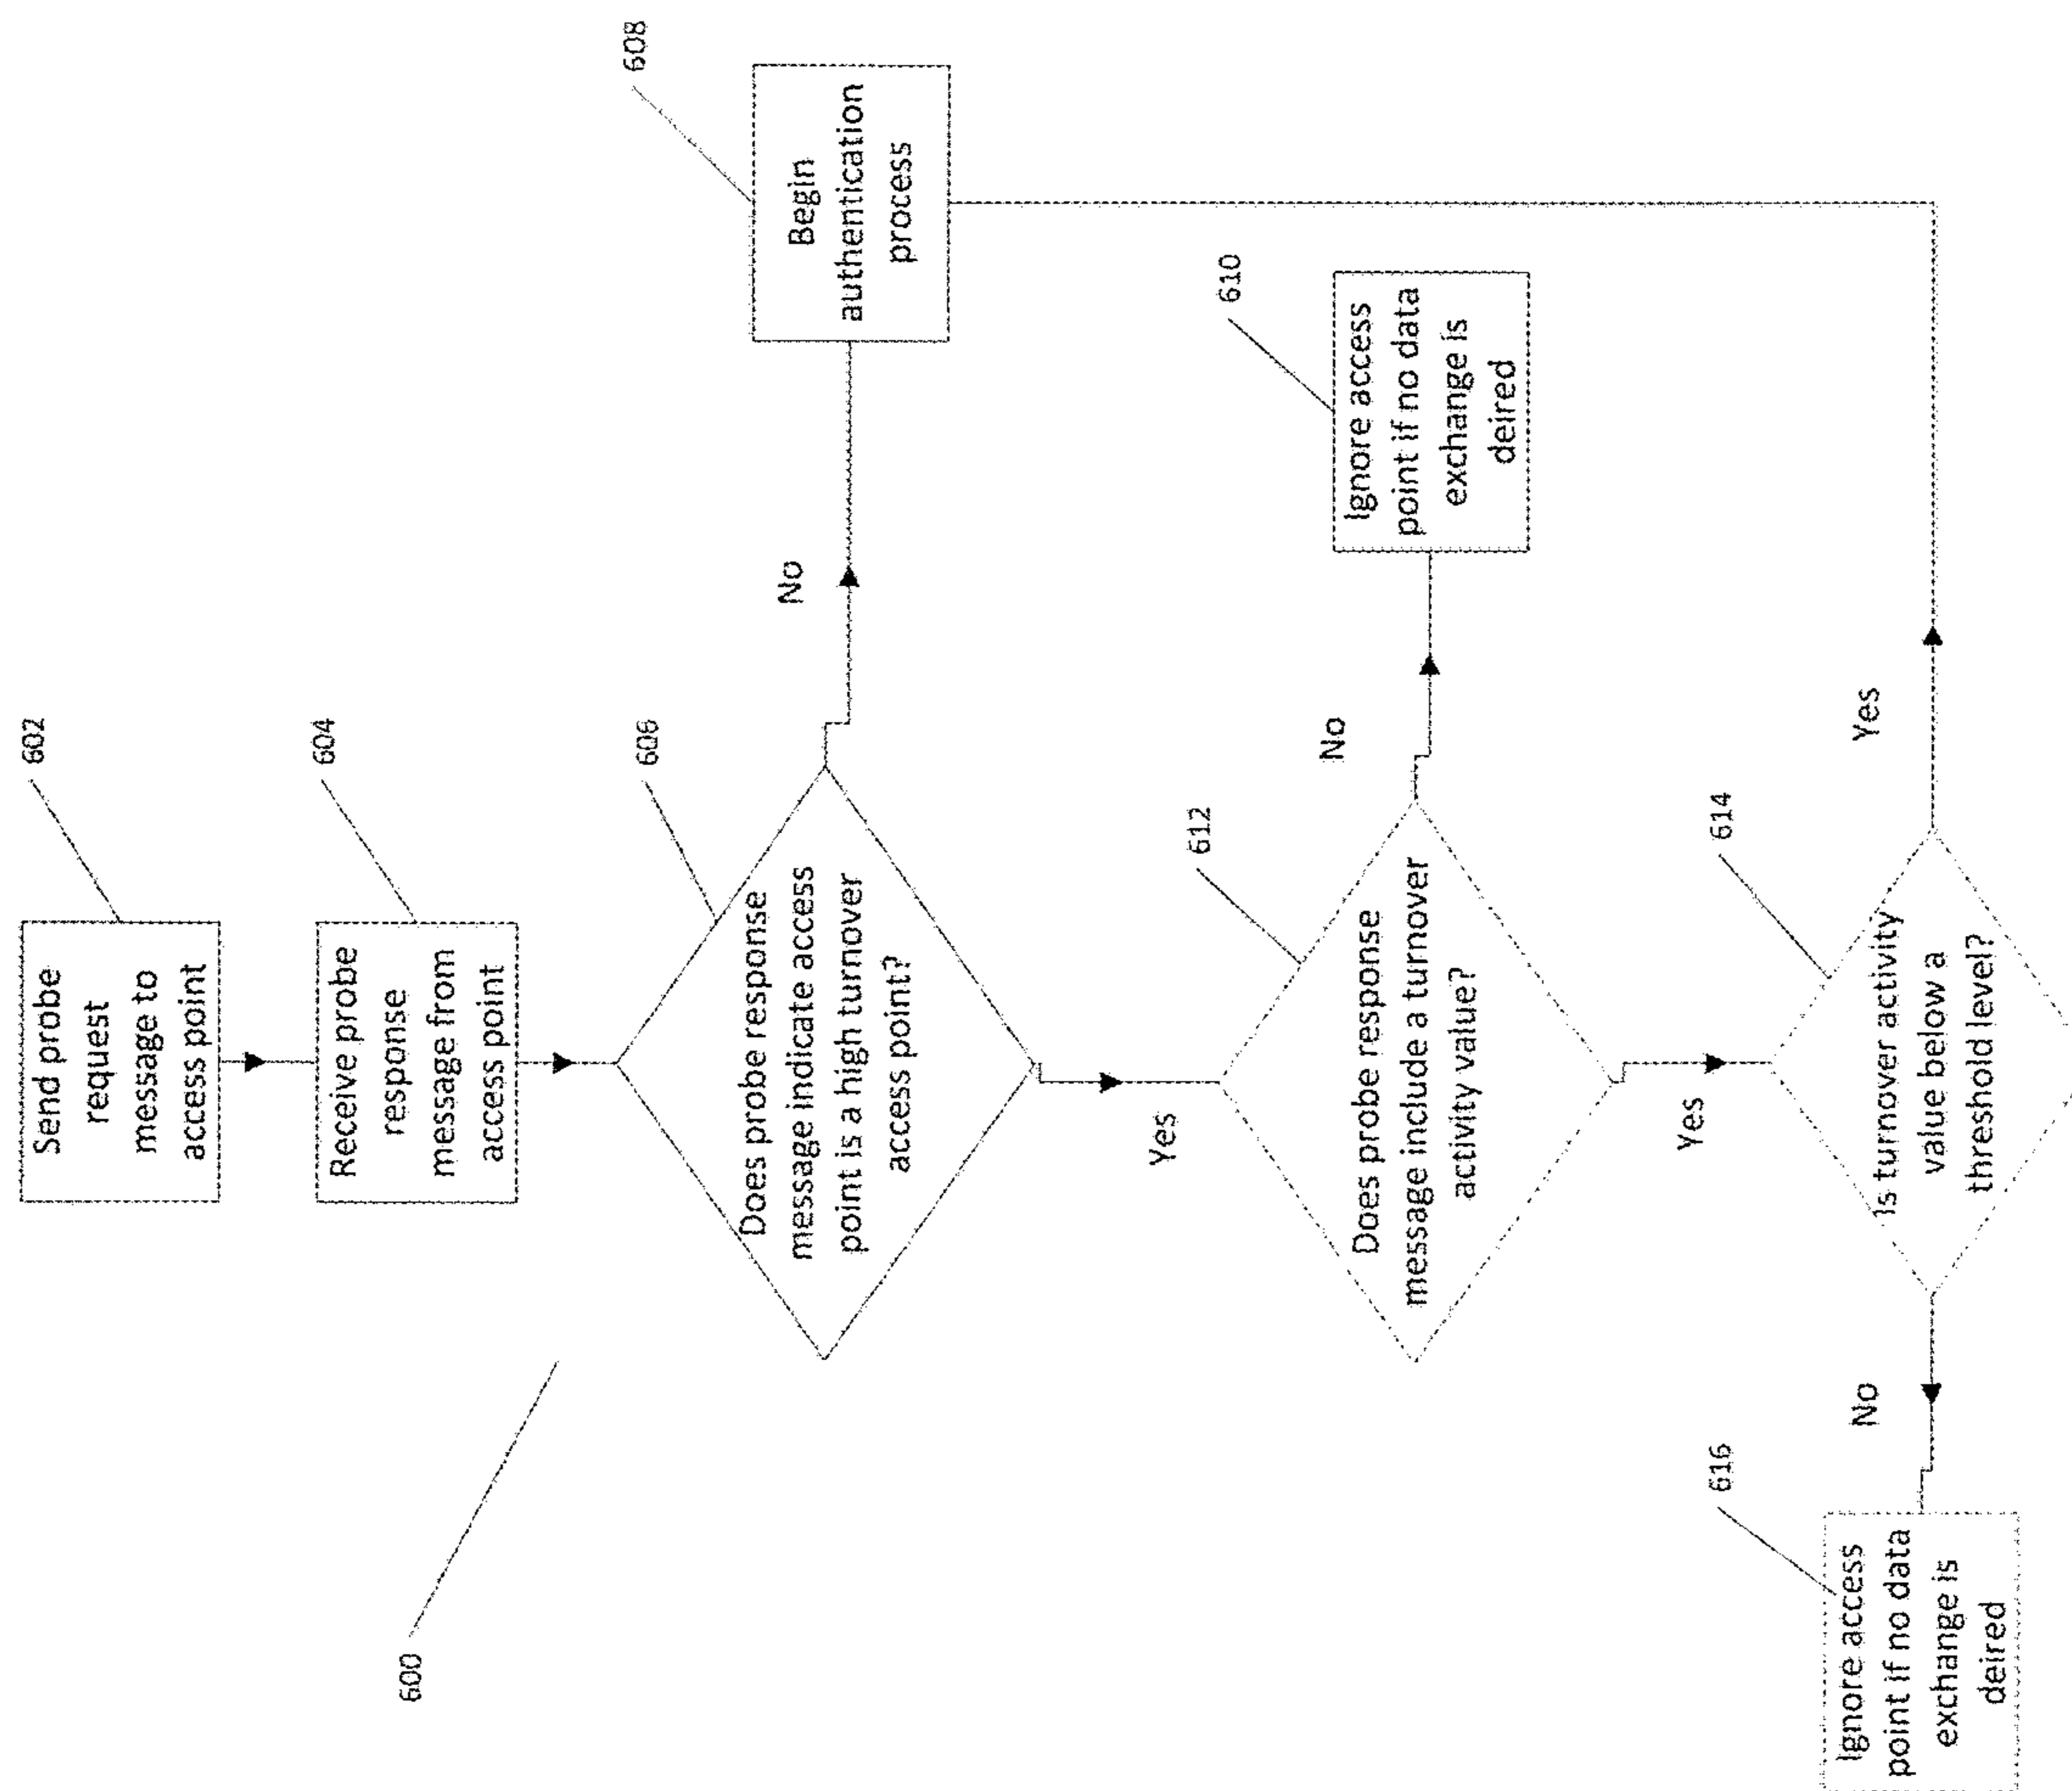 602
Send probe
request
message to
access point
604
Receive probe
response
message from
access point
600
606
Does probe response
message indicate access
point is a high turnover
access point?
No
608
Begin
authentication
process
Yes
612
Does probe response
message include a turnover
activity value?
No
610
Ignore access
point if no data
exchange is
deired
Yes
614
Is turnover activity
value below a
threshold level?
Yes
No
616
Ignore access
point if no data
exchange is
deired